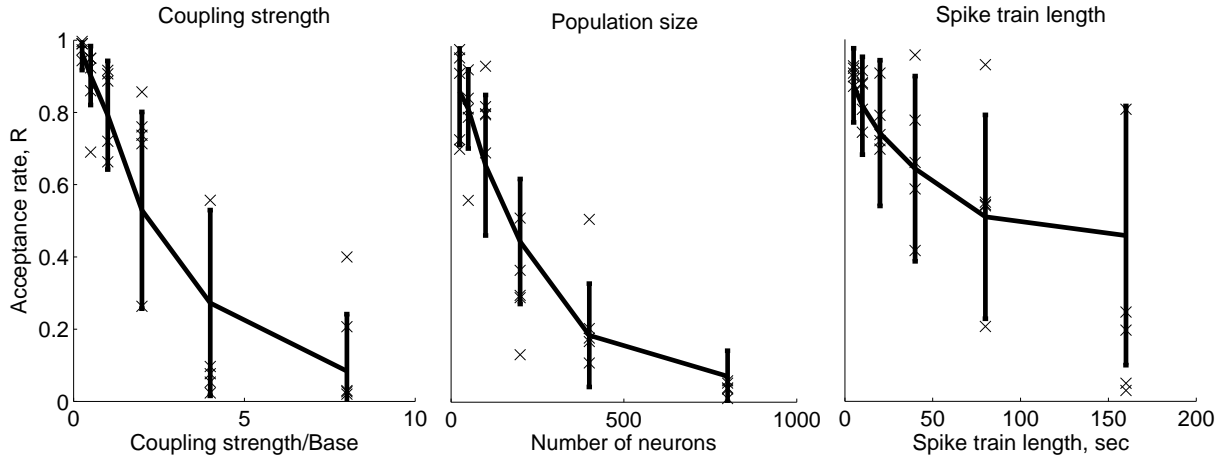 Coupling strength
Population size
Spike train length
Acceptance rate, R
1
0.8
0.6
0.4
0.2
0
0 5 10
0 500 1000
0 50 100 150 200
Coupling strength/Base
Number of neurons
Spike train length, sec